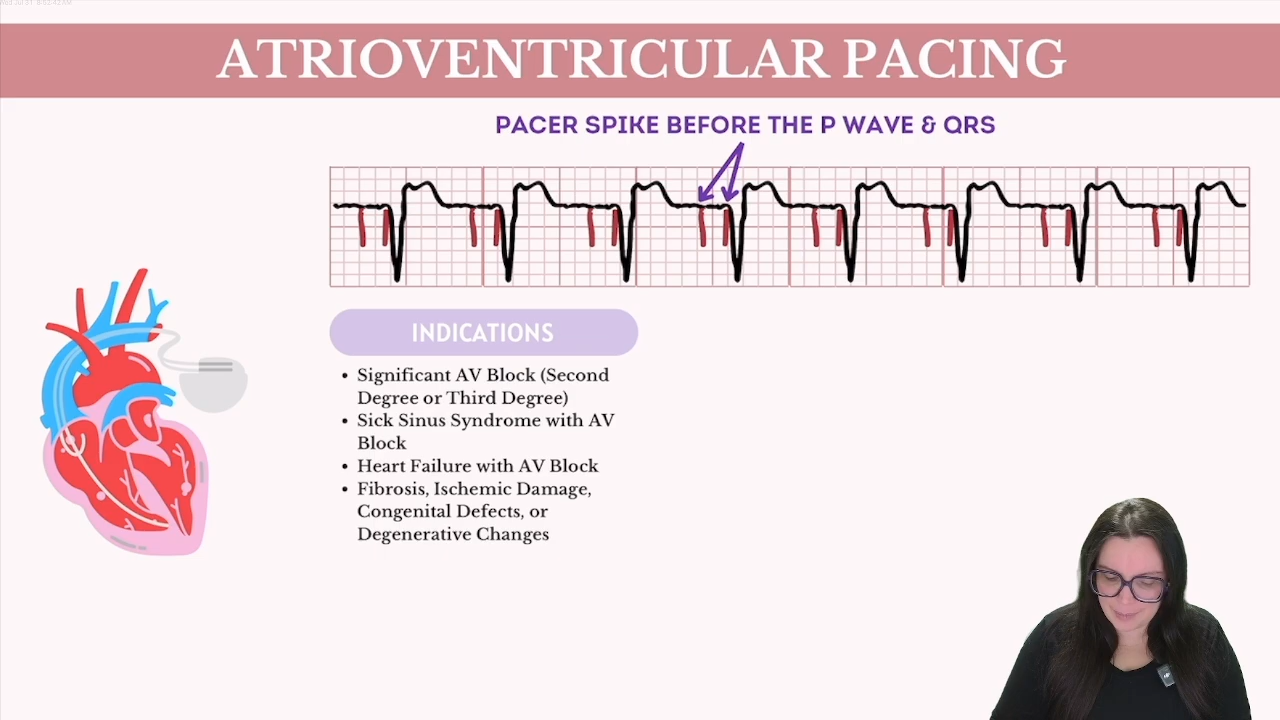 ATRIOVENTRICULAR PACING
PACER SPIKE BEFORE THE P WAVE & QRS
INDICATIONS
• Significant AV Block (Second
Degree or Third Degree)
• Sick Sinus Syndrome with AV
Block
• Heart Failure with AV Block
• Fibrosis, Ischemic Damage,
Congenital Defects, or
Degenerative Changes